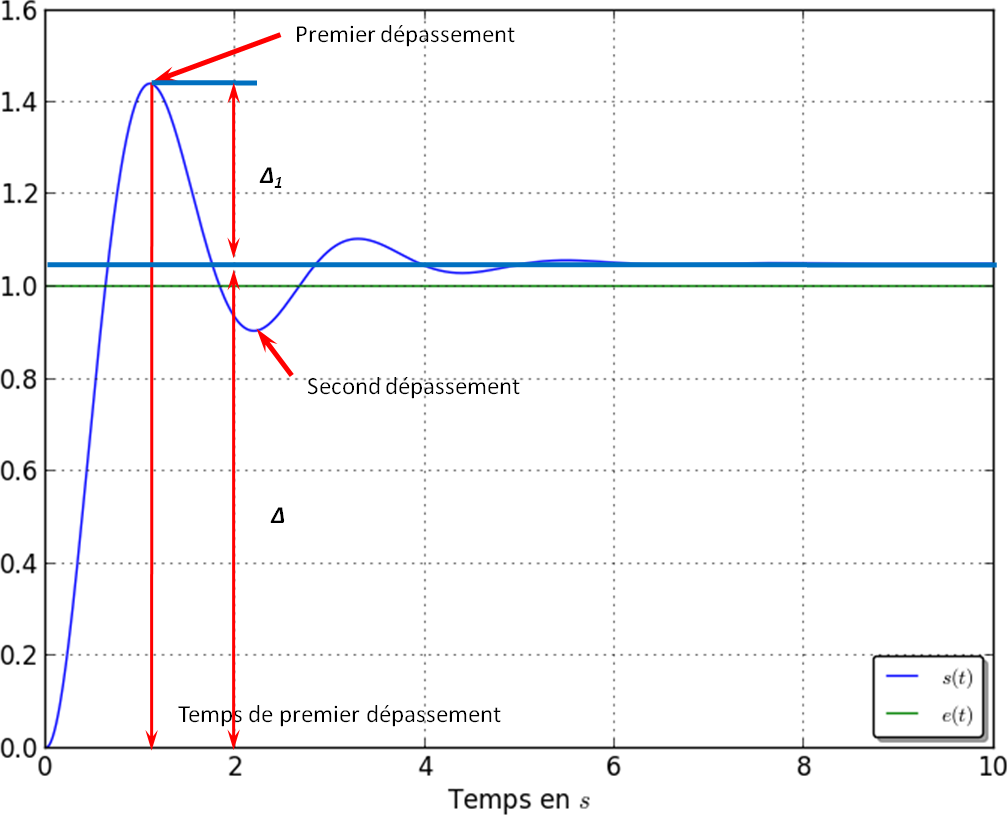 1.6
Premier dépassement
1.4
1.2
Δ1
1.0
0.8
Second dépassement
0.6
Δ
0.4
0.2
s(t)
e(t)
Temps de premier dépassement
0.0
0 2 4 6 8 10
Temps en s